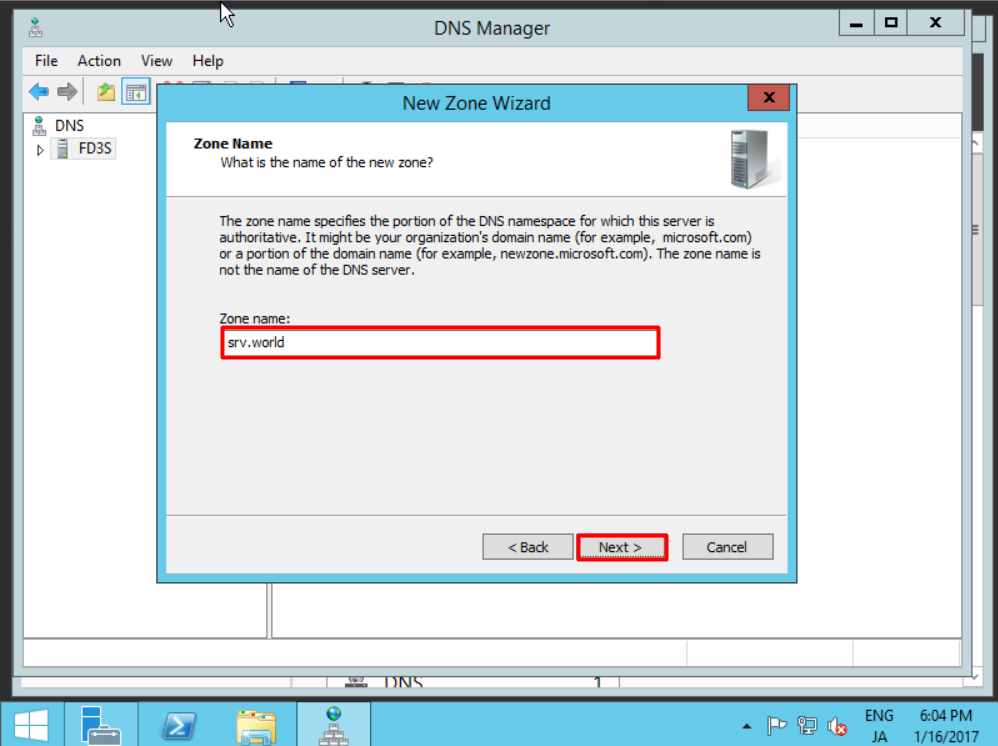 DNS Manager
File Action View Help
New Zone Wizard
DNS
FD3S
Zone Name
What is the name of the new zone?
The zone name specifies the portion of the DNS namespace for which this server is
authoritative. It might be your organization's domain name (for example, microsoft.com)
or a portion of the domain name (for example, newzone.microsoft.com). The zone name is
not the name of the DNS server.
Zone name:
srv.world
< Back Next > Cancel
DNS 1
ENG 6:04 PM
JA 1/16/2017